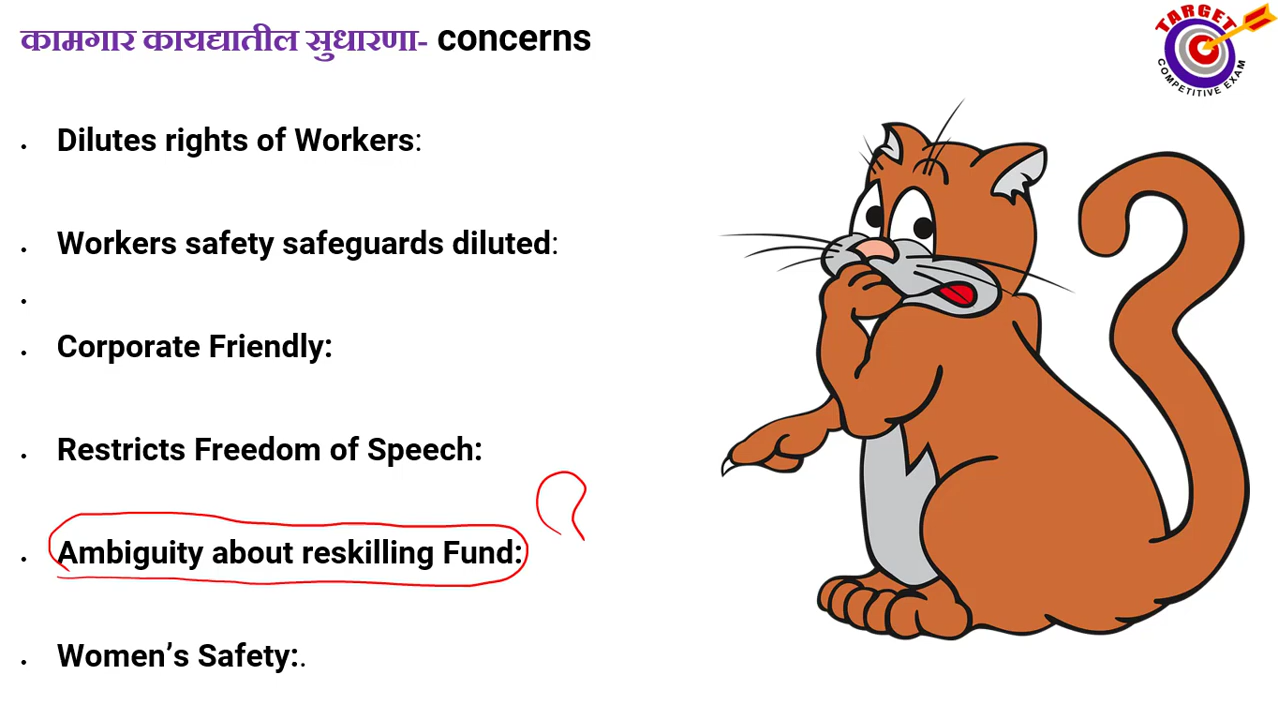 कामगार कायद्यातील सुधारणा- concerns
TARGET
COMPETITIVE EXAM
• Dilutes rights of Workers:
• Workers safety safeguards diluted:
•
• Corporate Friendly:
• Restricts Freedom of Speech:
• Ambiguity about reskilling Fund:
• Women’s Safety:.